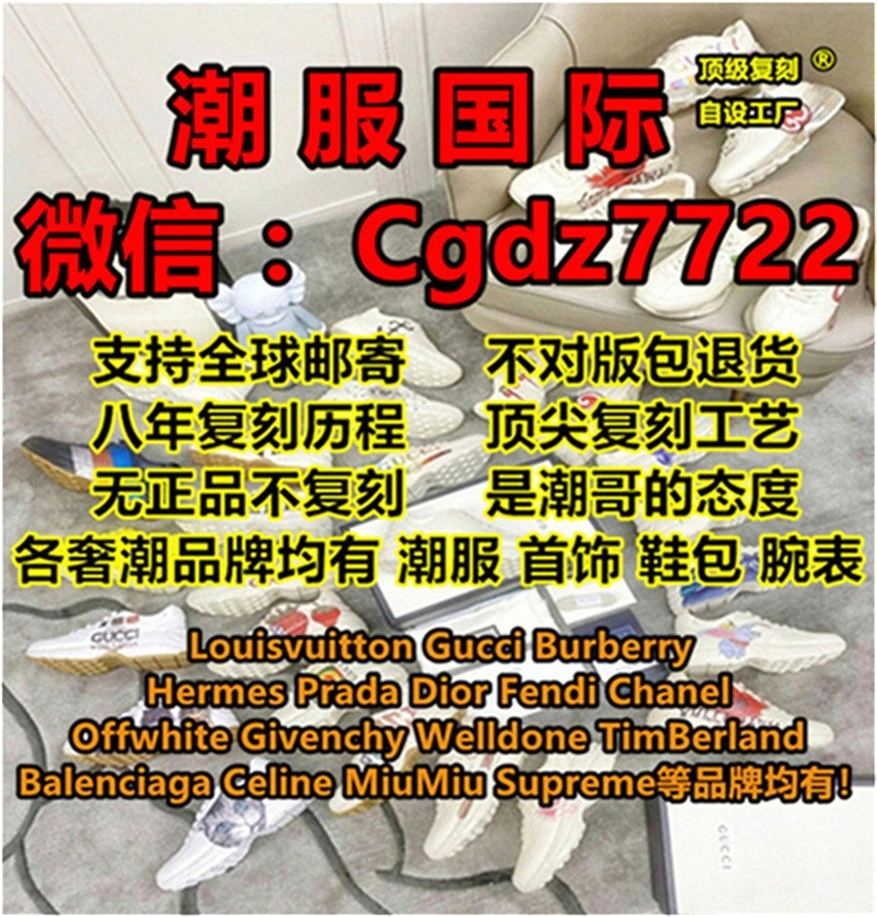 潮服国际
顶级复刻®
自设工厂
微信：Cgdz7722
支持全球邮寄 不对版包退货
八年复刻历程 顶尖复刻工艺
无正品不复刻 是潮哥的态度
各奢潮品牌均有 潮服 首饰 鞋包 腕表
GUCCI
Louisvuitton Gucci Burberry
Hermes Prada Dior Fendi Chanel
Offwhite Givenchy Welldone TimBerland
Balenciaga Celine MiuMiu Supreme等品牌均有！
GUCCI